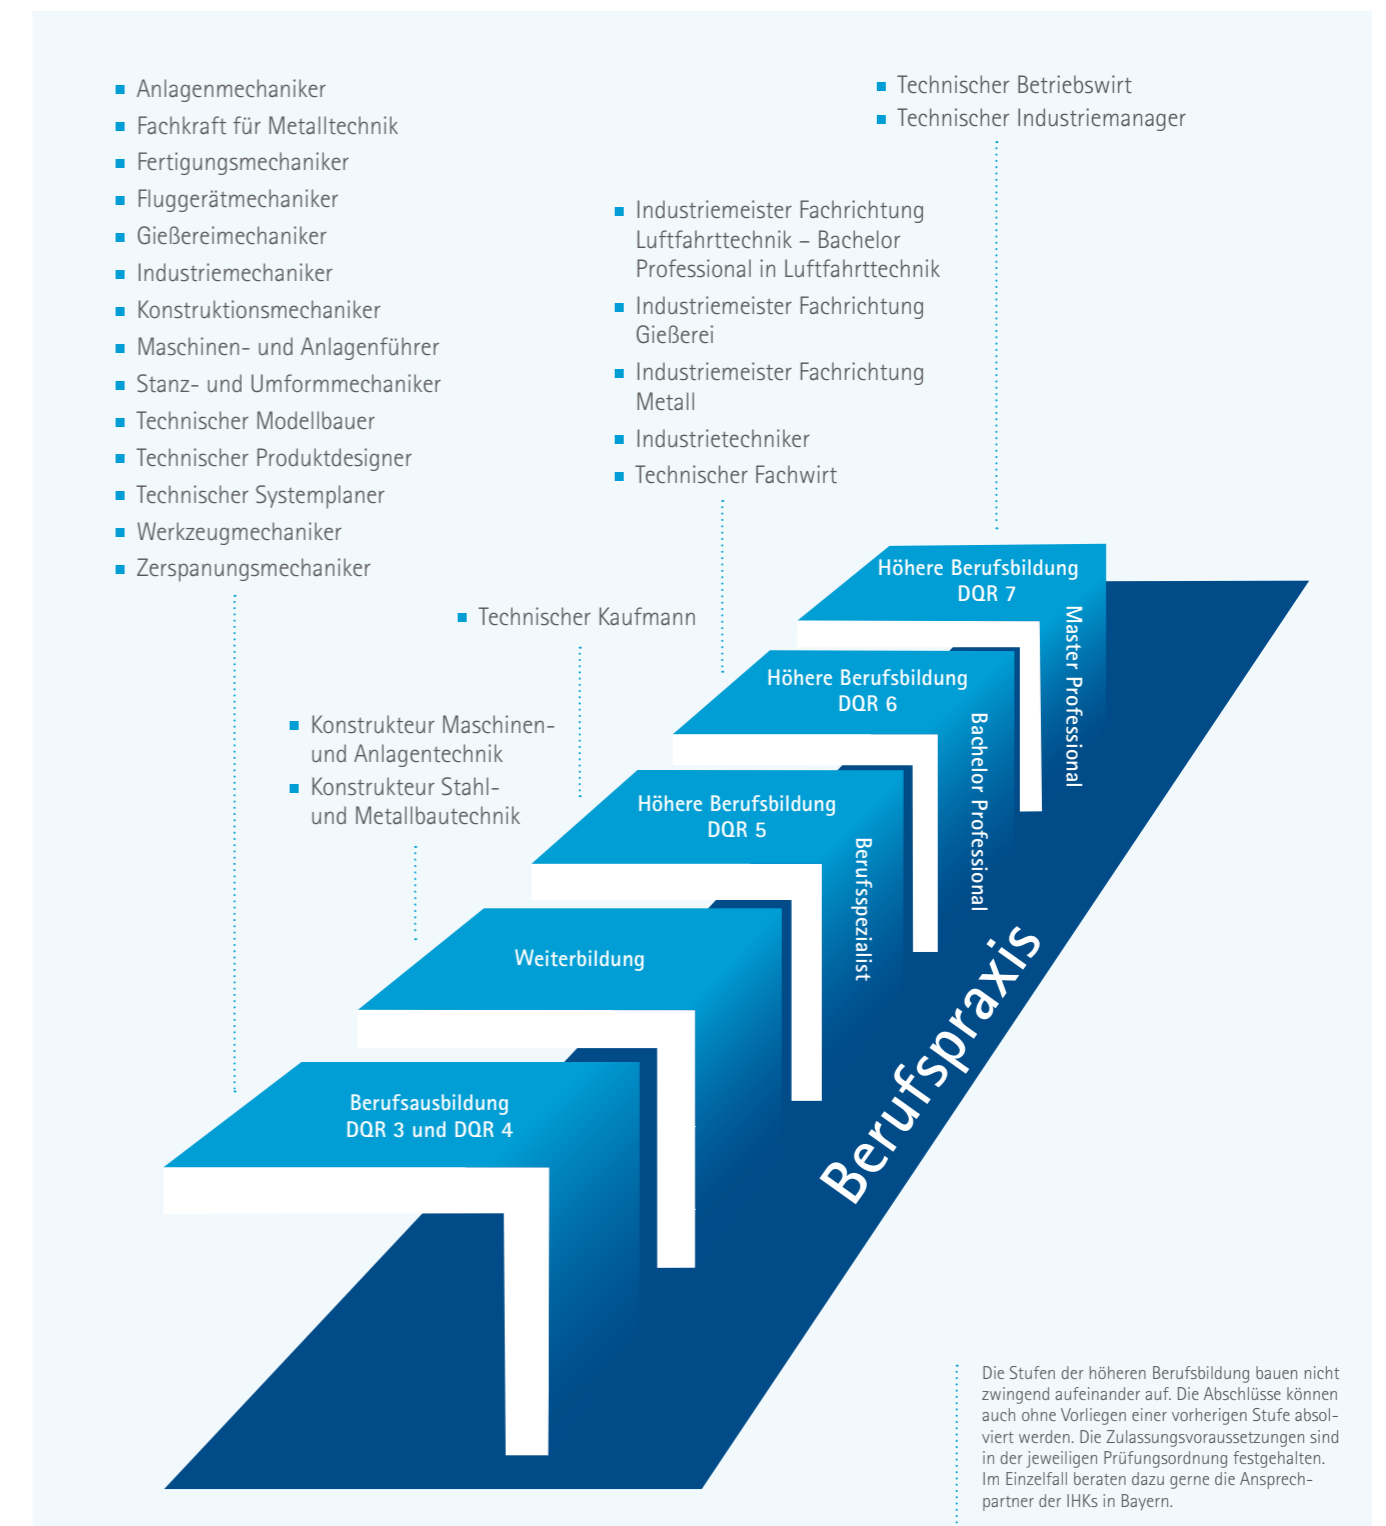 Anlagenmechaniker
Fachkraft für Metalltechnik
Fertigungsmechaniker
Fluggerätmechaniker
Gießereimechaniker
Industriemechaniker
Konstruktionsmechaniker
Maschinen- und Anlagenführer
Stanz- und Umformmechaniker
Technischer Modellbauer
Technischer Produktdesigner
Technischer Systemplaner
Werkzeugmechaniker
Zerspanungsmechaniker
Konstrukteur Maschinen-
und Anlagentechnik
Konstrukteur Stahl-
und Metallbautechnik
Technischer Kaufmann
Industriemeister Fachrichtung
Luftfahrttechnik – Bachelor
Professional in Luftfahrttechnik
Industriemeister Fachrichtung
Gießerei
Industriemeister Fachrichtung
Metall
Industrietechniker
Technischer Fachwirt
Technischer Betriebswirt
Technischer Industriemanager
Höhere Berufsbildung
DQR 7
Master Professional
Höhere Berufsbildung
DQR 6
Bachelor Professional
Höhere Berufsbildung
DQR 5
Berufsspezialist
Weiterbildung
Berufsausbildung
DQR 3 und DQR 4
Berufspraxis
Die Stufen der höheren Berufsbildung bauen nicht
zwingend aufeinander auf. Die Abschlüsse können
auch ohne Vorliegen einer vorherigen Stufe absol-
viert werden. Die Zulassungsvoraussetzungen sind
in der jeweiligen Prüfungsordnung festgehalten.
Im Einzelfall beraten dazu gerne die Ansprech-
partner der IHKs in Bayern.